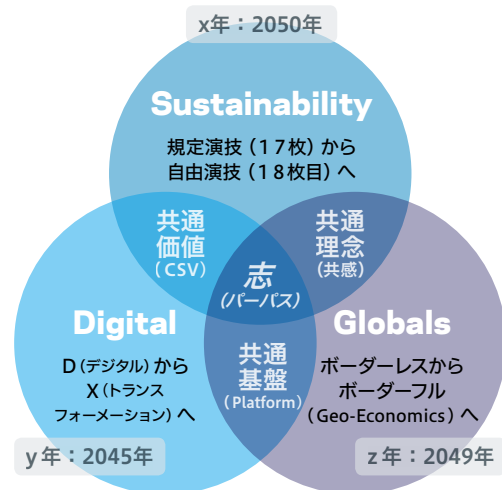 x年：2050年
Sustainability
規定演技（17枚）から
自由演技（18枚目）へ
共通
価値
（CSV）
共通
理念
（共感）
志
（パーパス）
Digital
D（デジタル）から
X（トランス
フォーメーション）へ
共通
基盤
（Platform）
Globals
ボーダーレスから
ボーダーフル
（Geo-Economics）へ
y年：2045年
z年：2049年